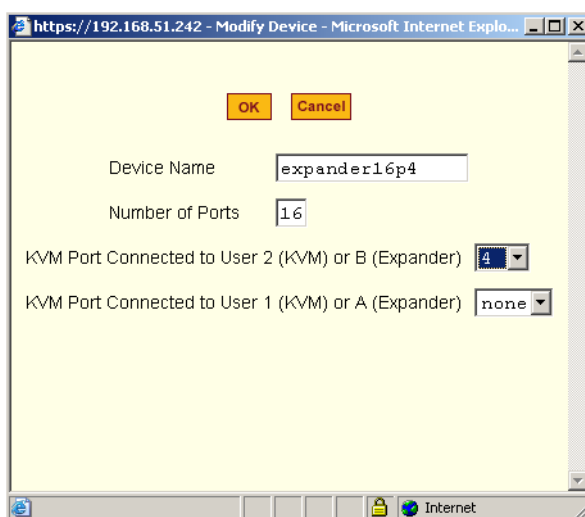 https://192.168.51.242 - Modify Device - Microsoft Internet Explo...
OK Cancel
Device Name expander16p4
Number of Ports 16
KVM Port Connected to User 2 (KVM) or B (Expander) 4
KVM Port Connected to User 1 (KVM) or A (Expander) none
Internet